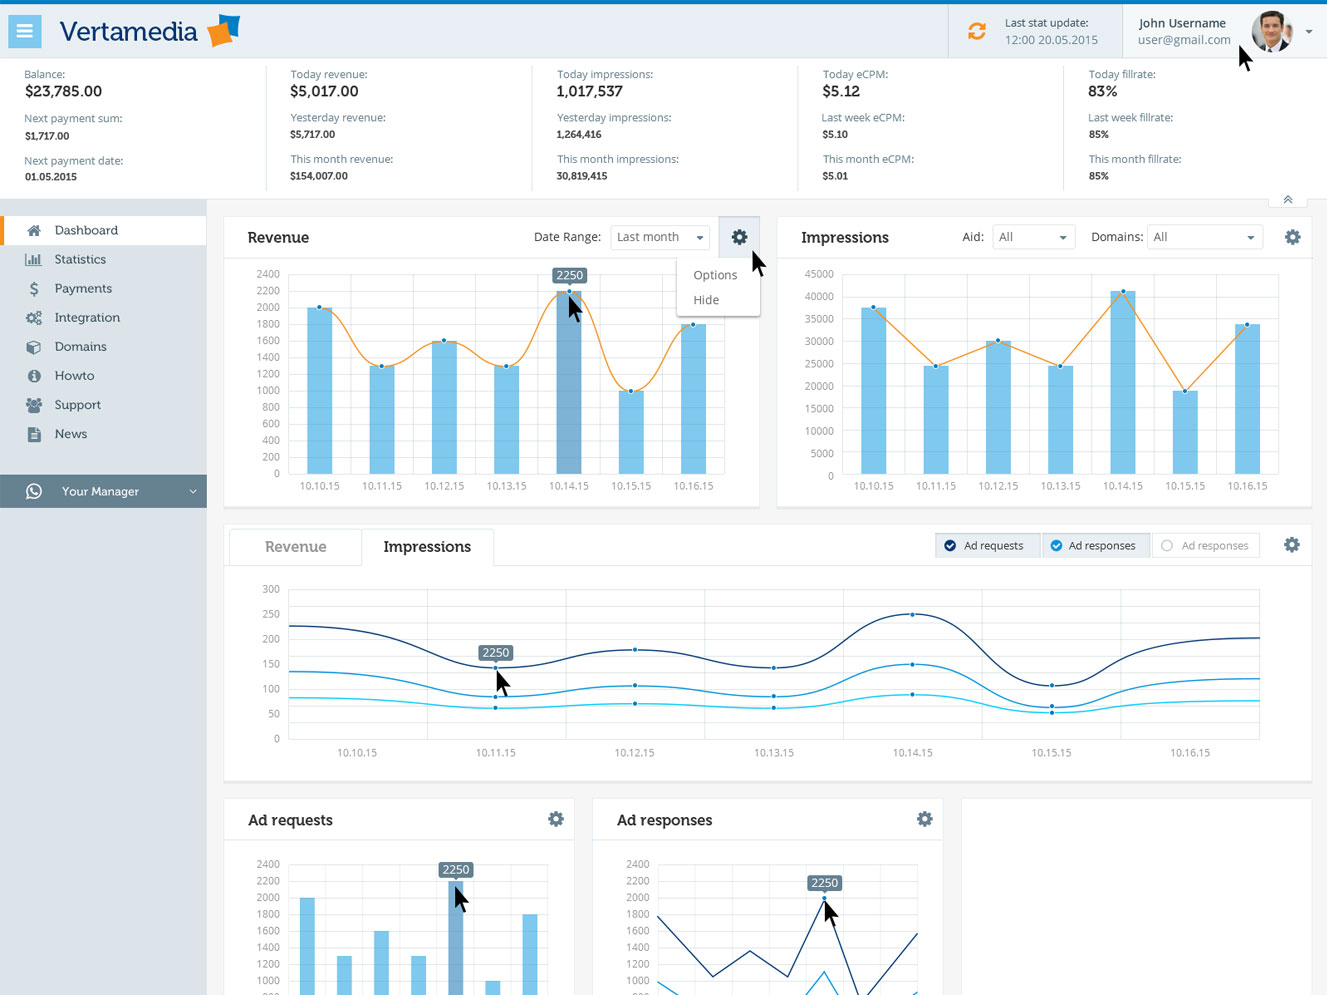 Vertamedia
Last stat update:
12:00 20.05.2015
John Username
user@gmail.com
Balance:
$23,785.00
Next payment sum:
$1,717.00
Next payment date:
01.05.2015
Today revenue:
$5,017.00
Yesterday revenue:
$5,717.00
This month revenue:
$154,007.00
Today impressions:
1,017,537
Yesterday impressions:
1,264,416
This month impressions:
30,819,415
Today eCPM:
$5.12
Last week eCPM:
$5.10
This month eCPM:
$5.01
Today fillrate:
83%
Last week fillrate:
85%
This month fillrate:
85%
Dashboard
Statistics
Payments
Integration
Domains
Howto
Support
News
Your Manager
Revenue
Date Range: Last month
Options
Hide
2250
2400
2200
2000
1800
1600
1400
1200
1000
800
600
400
200
0
10.10.15 10.11.15 10.12.15 10.13.15 10.14.15 10.15.15 10.16.15
Impressions
Aid: All Domains: All
45000
40000
35000
30000
25000
20000
15000
10000
5000
0
10.10.15 10.11.15 10.12.15 10.13.15 10.14.15 10.15.15 10.16.15
Revenue Impressions
Ad requests Ad responses Ad responses
300
250
200
150
100
50
0
2250
10.10.15 10.11.15 10.12.15 10.13.15 10.14.15 10.15.15 10.16.15
Ad requests
2250
2400
2200
2000
1800
1600
1400
1200
1000
Ad responses
2250
2400
2200
2000
1800
1600
1400
1200
1000